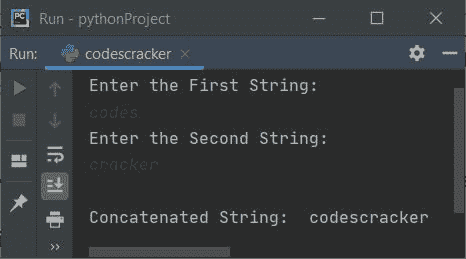 PC
Run - pythonProject
Run: codescracker
Enter the First String:
codes
Enter the Second String:
cracker
Concatenated String:  codescracker